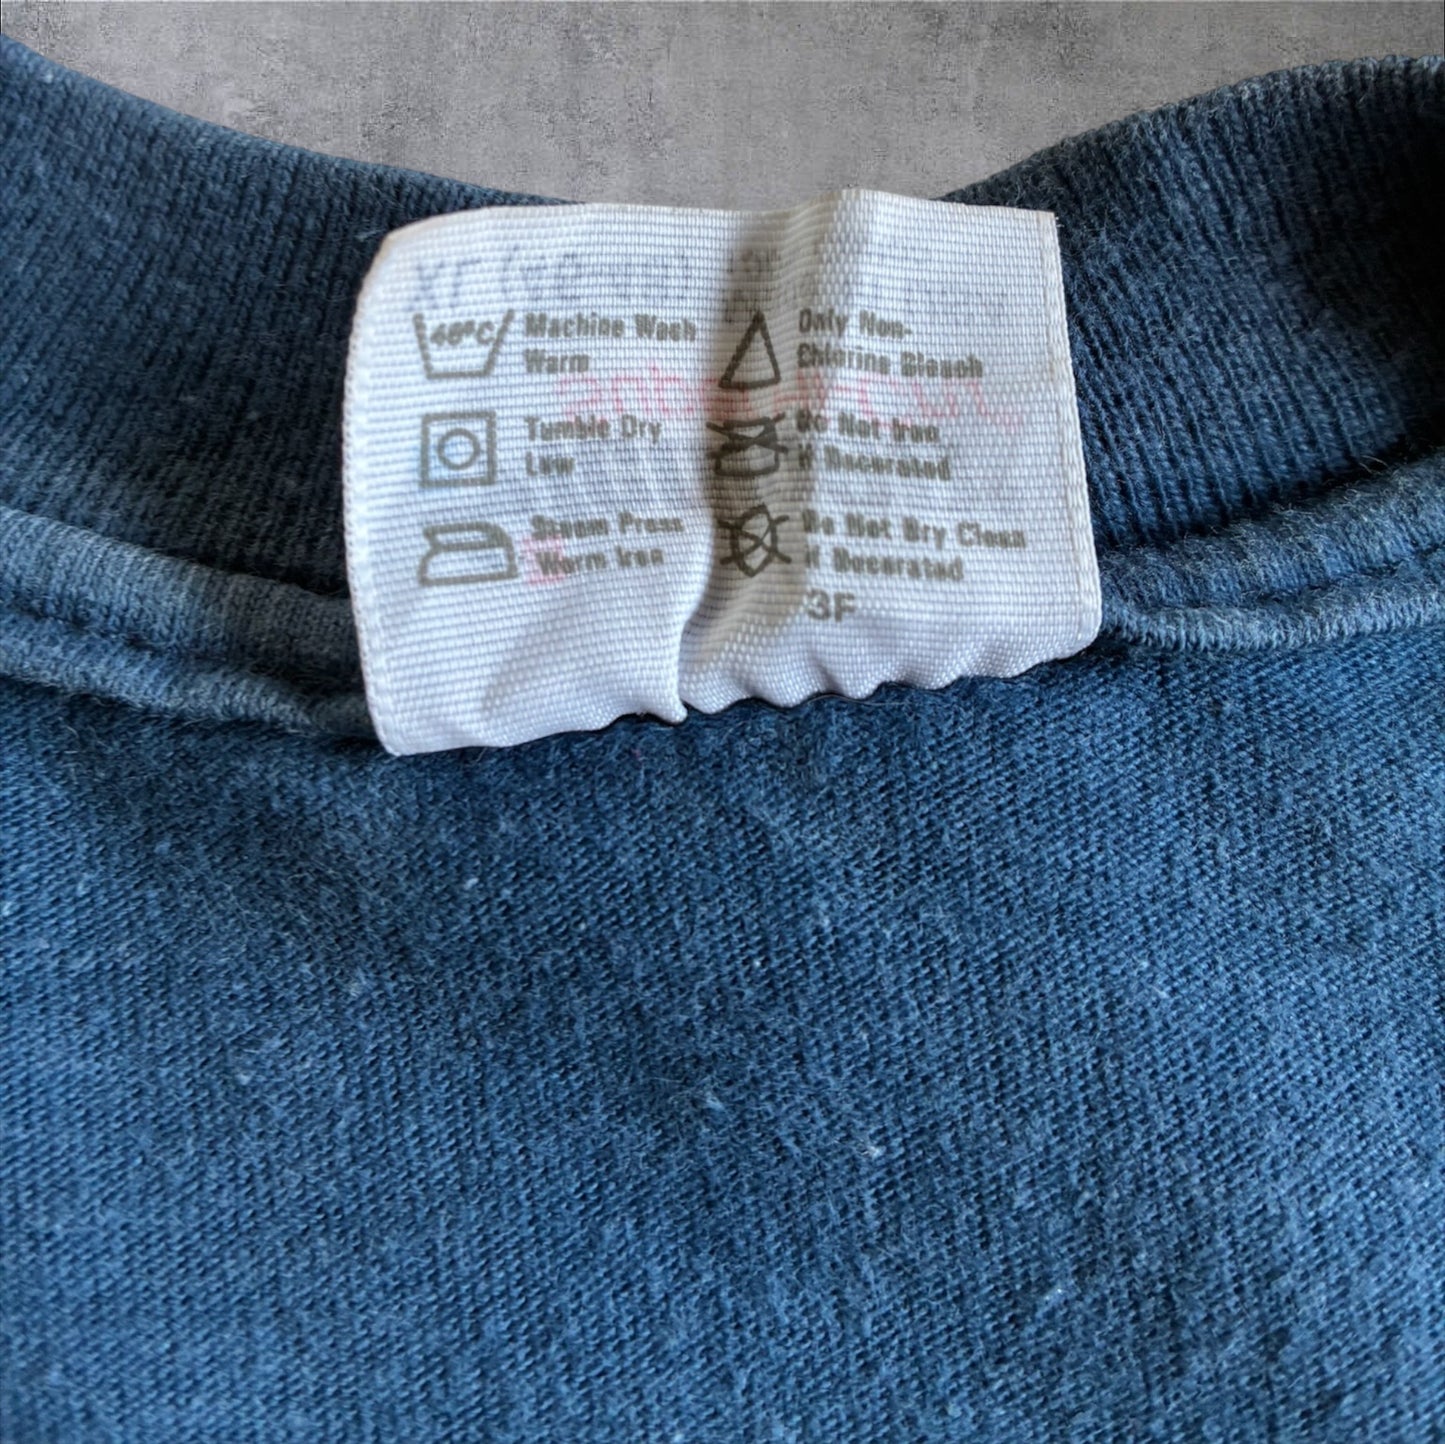 40°C
Machine Wash
Warm
Tumble Dry
Low
Steam Press
Warm Iron
Only Non-
Chlorine Bleach
Do Not Iron
If Decorated
Do Not Dry Clean
If Decorated
3F